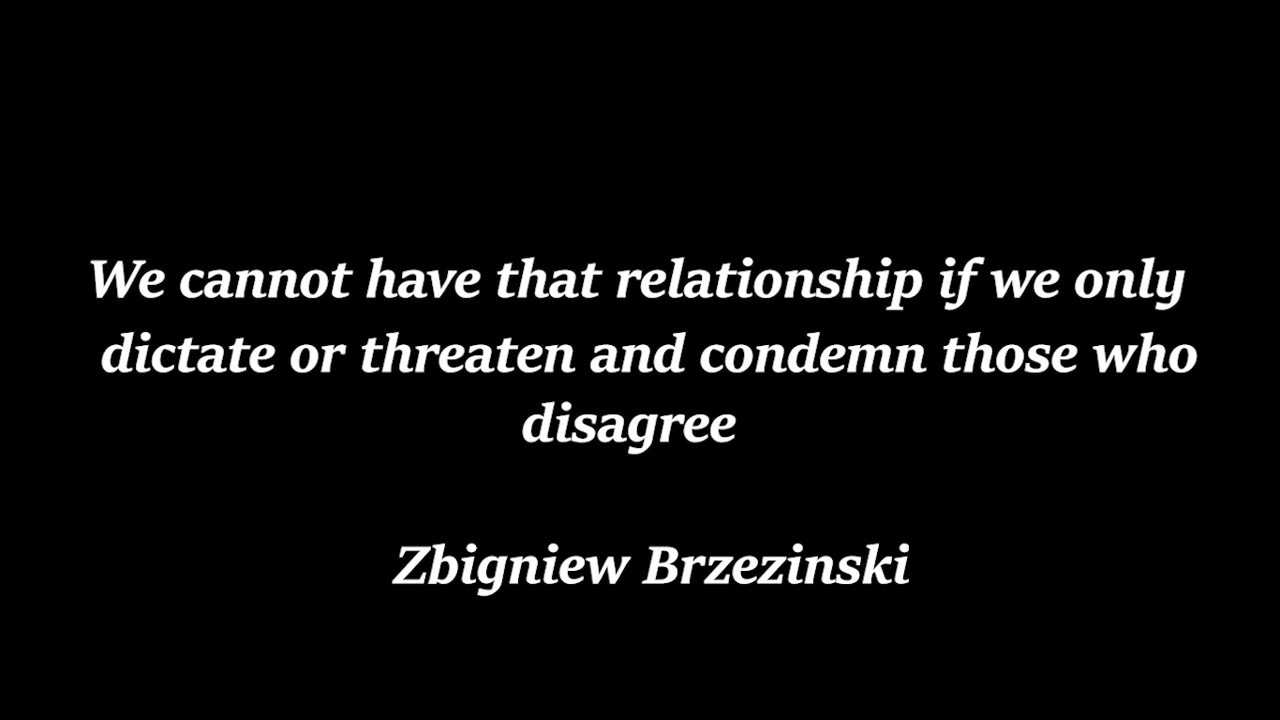 We cannot have that relationship if we only
dictate or threaten and condemn those who
disagree
Zbigniew Brzezinski